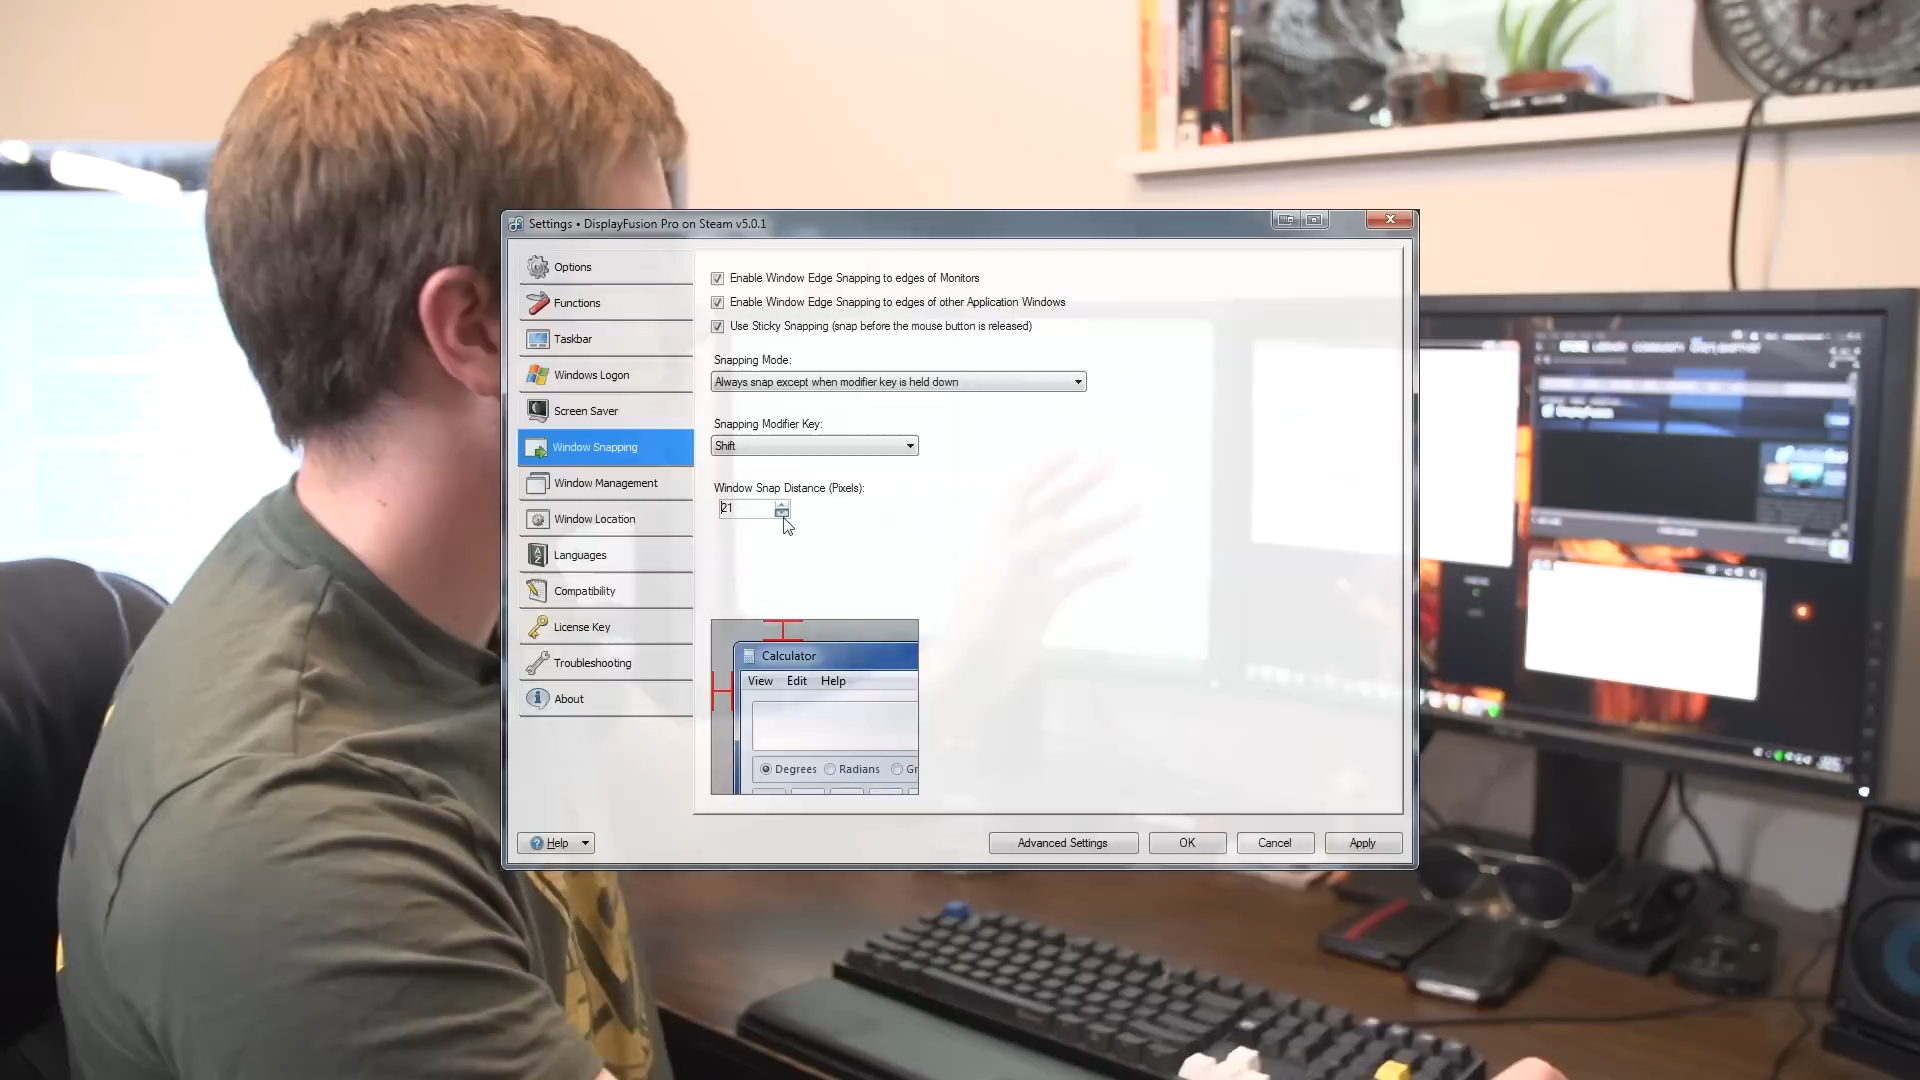 Settings • DisplayFusion Pro on Steam v5.0.1
Options
Functions
Taskbar
Windows Logon
Screen Saver
Window Snapping
Window Management
Window Location
Languages
Compatibility
License Key
Troubleshooting
About
Enable Window Edge Snapping to edges of Monitors
Enable Window Edge Snapping to edges of other Application Windows
Use Sticky Snapping (snap before the mouse button is released)
Snapping Mode:
Always snap except when modifier key is held down
Snapping Modifier Key:
Shift
Window Snap Distance (Pixels):
21
Calculator
View Edit Help
Degrees Radians Gr
Help
Advanced Settings
OK
Cancel
Apply
DisplayFusion